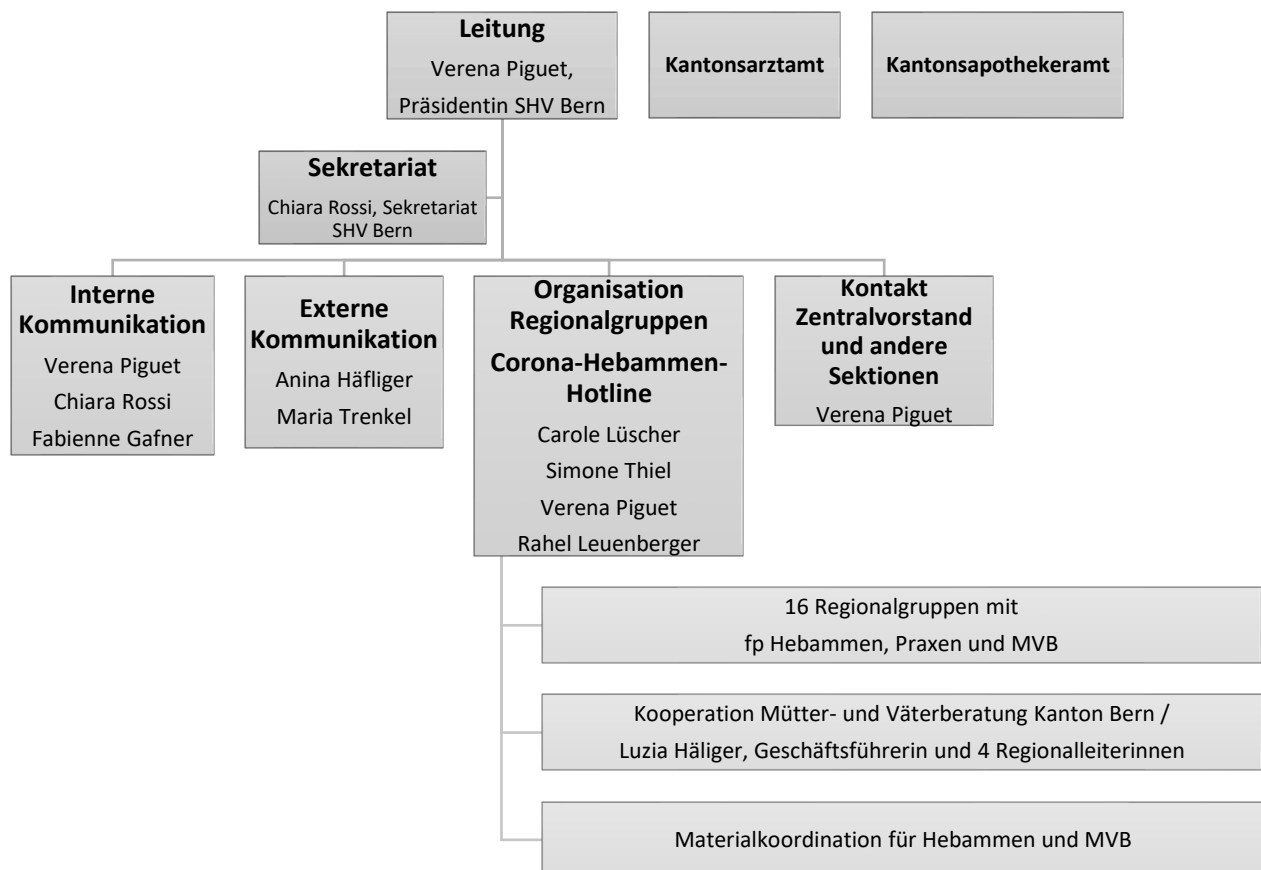 Leitung
Verena Piguet,
Präsidentin SHV Bern
Kantonsarztamt
Kantonsapothekeramt
Sekretariat
Chiara Rossi, Sekretariat
SHV Bern
Interne
Kommunikation
Verena Piguet
Chiara Rossi
Fabienne Gafner
Externe
Kommunikation
Anina Häfliger
Maria Trenkel
Organisation
Regionalgruppen
Corona-Hebammen-
Hotline
Carole Lüscher
Simone Thiel
Verena Piguet
Rahel Leuenberger
Kontakt
Zentralvorstand
und andere
Sektionen
Verena Piguet
16 Regionalgruppen mit
fp Hebammen, Praxen und MVB
Kooperation Mütter- und Väterberatung Kanton Bern /
Luzia Häliger, Geschäftsführerin und 4 Regionalleiterinnen
Materialkoordination für Hebammen und MVB